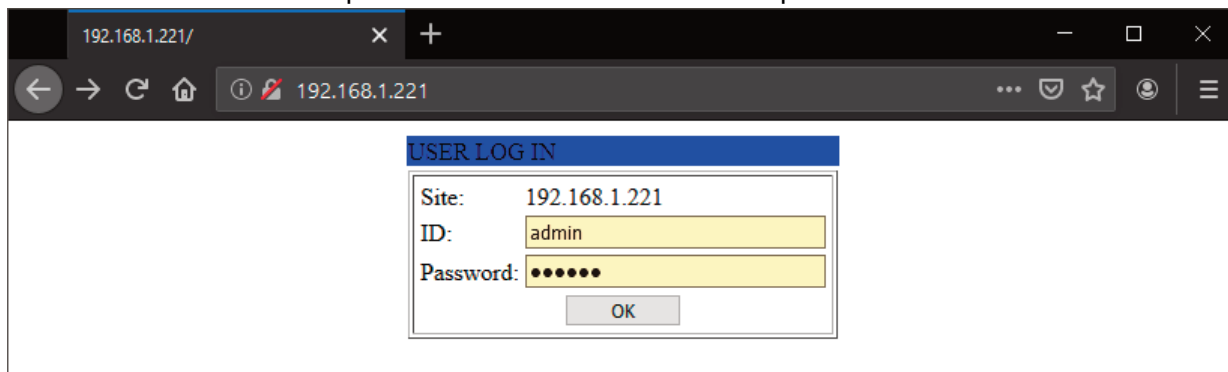 192.168.1.221/
192.168.1.221
USER LOG IN
Site: 192.168.1.221
ID: admin
Password: ●●●●●●
OK